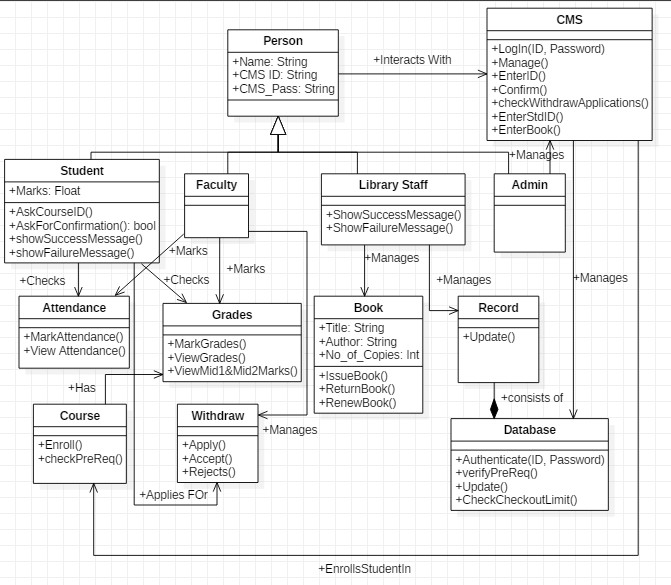 CMS
+LogIn(ID, Password)
+Manage()
+EnterID()
+Confirm()
+checkWithdrawApplications()
+EnterStdID()
+EnterBook()
Person
+Name: String
+CMS ID: String
+CMS_Pass: String
+Interacts With
+Manages
Student
+Marks: Float
+AskCourseID()
+AskForConfirmation(): bool
+showSuccessMessage()
+showFailureMessage()
Faculty
Library Staff
+ShowSuccessMessage()
+ShowFailureMessage()
Admin
+Marks
+Manages
+Checks
+Checks
+Marks
+Manages
+Manages
Attendance
+MarkAttendance()
+View Attendance()
Grades
+MarkGrades()
+ViewGrades()
+ViewMid1&Mid2Marks()
Book
+Title: String
+Author: String
+No_of_Copies: Int
+IssueBook()
+ReturnBook()
+RenewBook()
Record
+Update()
+Has
+consists of
Course
+Enroll()
+checkPreReq()
Withdraw
+Apply()
+Accept()
+Rejects()
+Manages
Database
+Authenticate(ID, Password)
+verifyPreReq()
+Update()
+CheckCheckoutLimit()
+Applies FOr
+EnrollsStudentIn